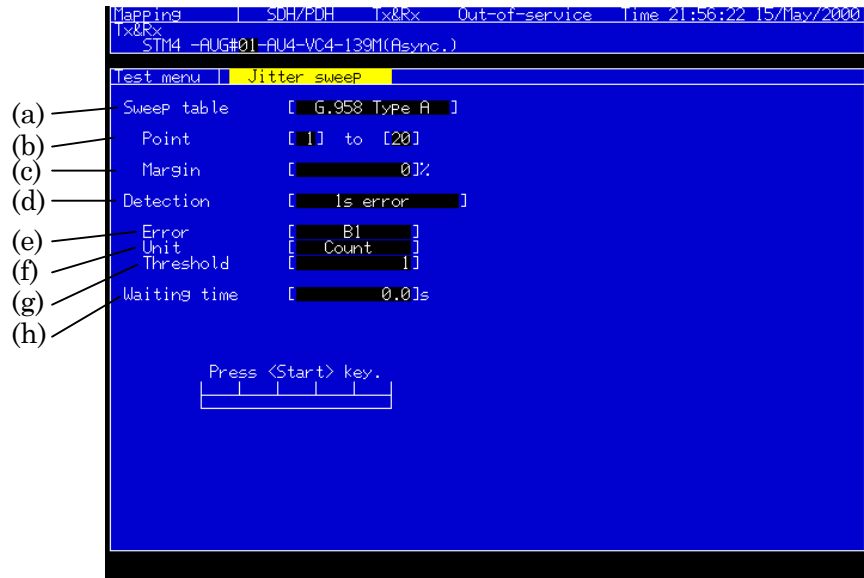 Mapping | SDH/PDH Tx&Rx Out-of-service Time 21:56:22 15/May/2000
Tx&Rx
STM4 -AUG#01-AU4-VC4-139M(Async.)
Test menu | Jitter sweep
(a) Sweep table [ G.958 Type A ]
(b) Point [ 1] to [20]
(c) Margin [ 0]%
(d) Detection [ 1s error ]
(e) Error [ B1 ]
(f) Unit [ Count ]
(g) Threshold [ 1]
(h) Waiting time [ 0.0]s
Press <Start> key.